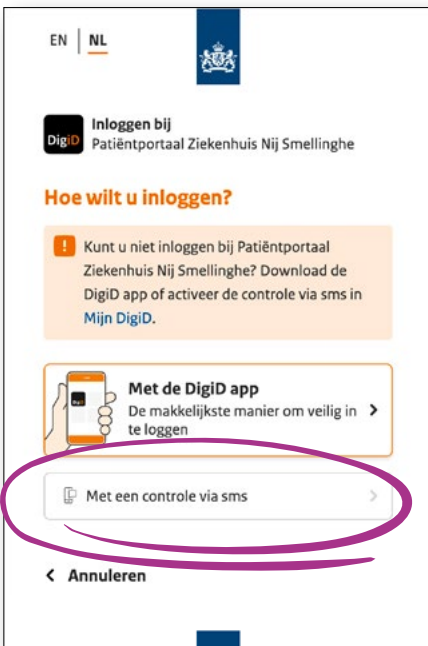 EN | NL
DigiD
Inloggen bij
Patiëntportaal Ziekenhuis Nij Smellinghe
Hoe wilt u inloggen?
! Kunt u niet inloggen bij Patiëntportaal
Ziekenhuis Nij Smellinghe? Download de
DigiD app of activeer de controle via sms in
Mijn DigiD.
DigiD
Met de DigiD app
De makkelijkste manier om veilig in
te loggen
Met een controle via sms
Annuleren